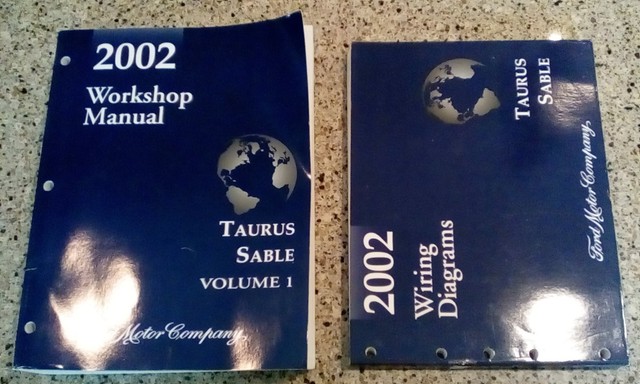 2002
Workshop
Manual
TAURUS
SABLE
VOLUME 1
Motor Company
2002
Wiring
Diagrams
TAURUS
SABLE
Ford Motor Company